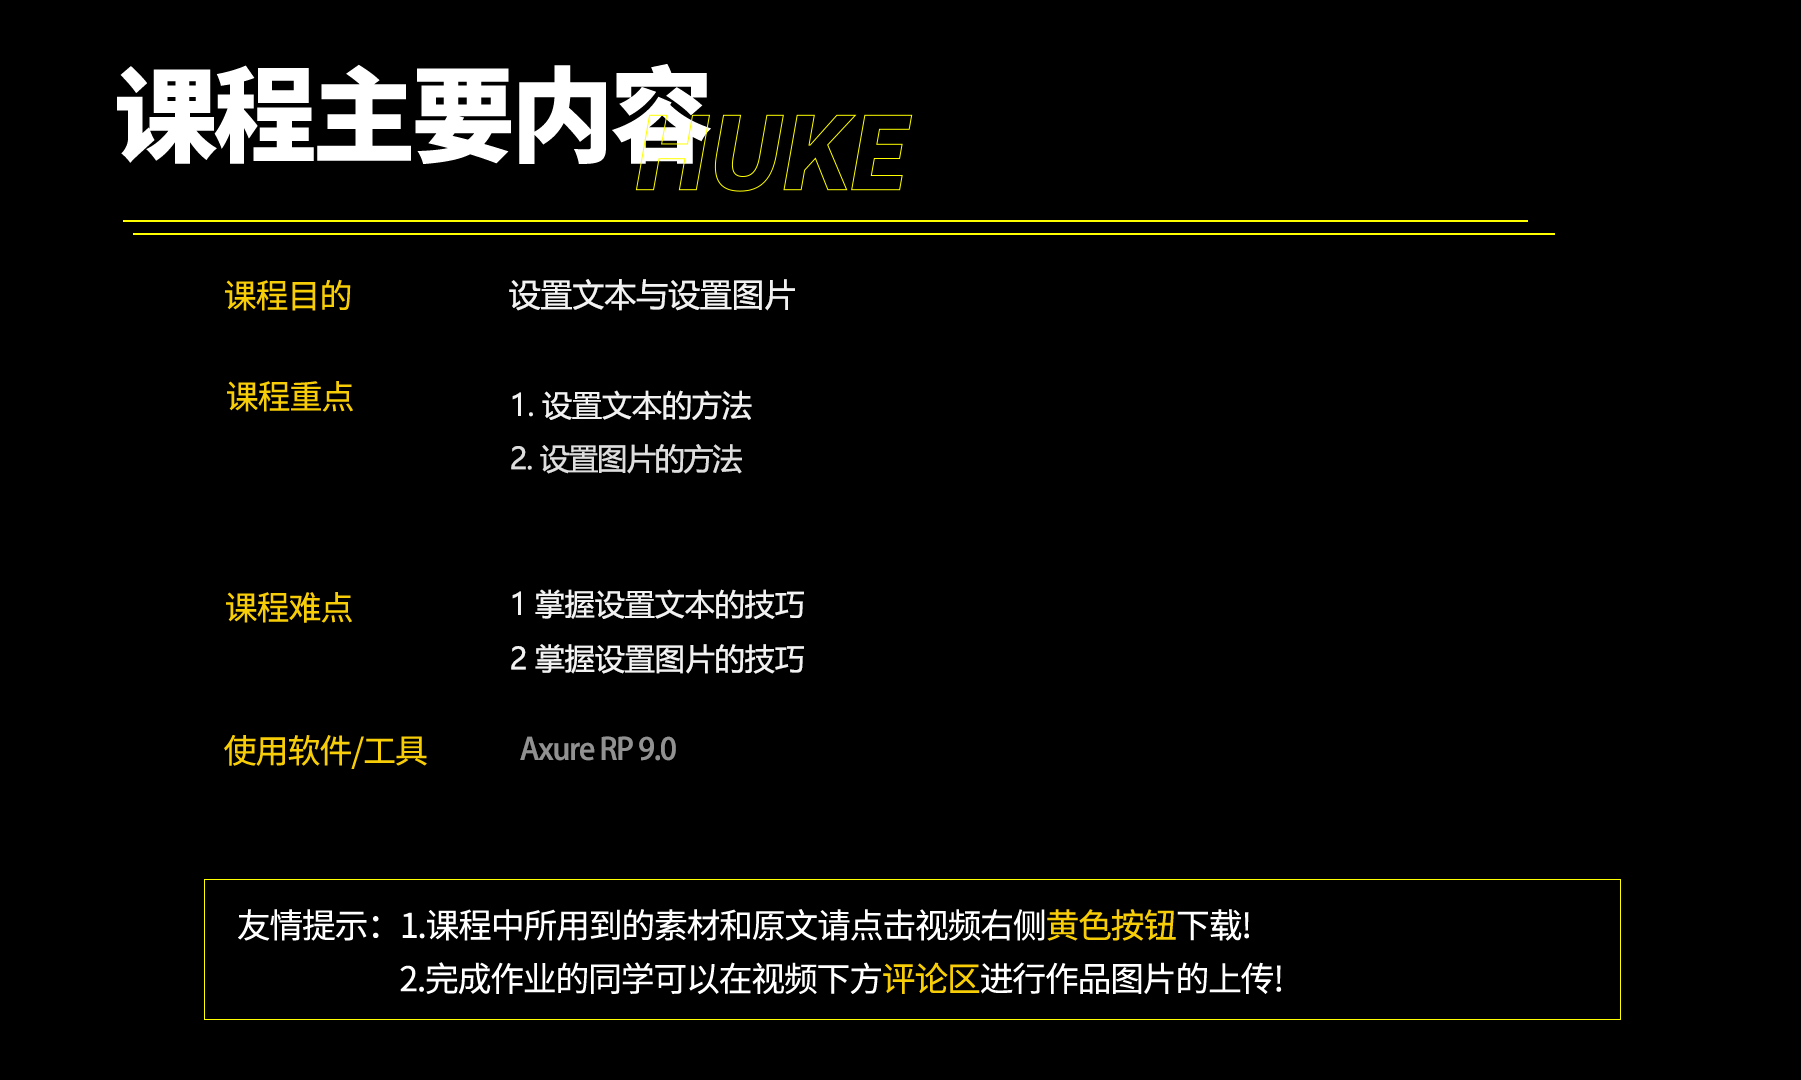 课程主要内容
HUKE
课程目的 设置文本与设置图片
课程重点 1. 设置文本的方法
2. 设置图片的方法
课程难点 1 掌握设置文本的技巧
2 掌握设置图片的技巧
使用软件/工具 Axure RP 9.0
友情提示：1.课程中所用到的素材和原文请点击视频右侧黄色按钮下载!
2.完成作业的同学可以在视频下方评论区进行作品图片的上传!